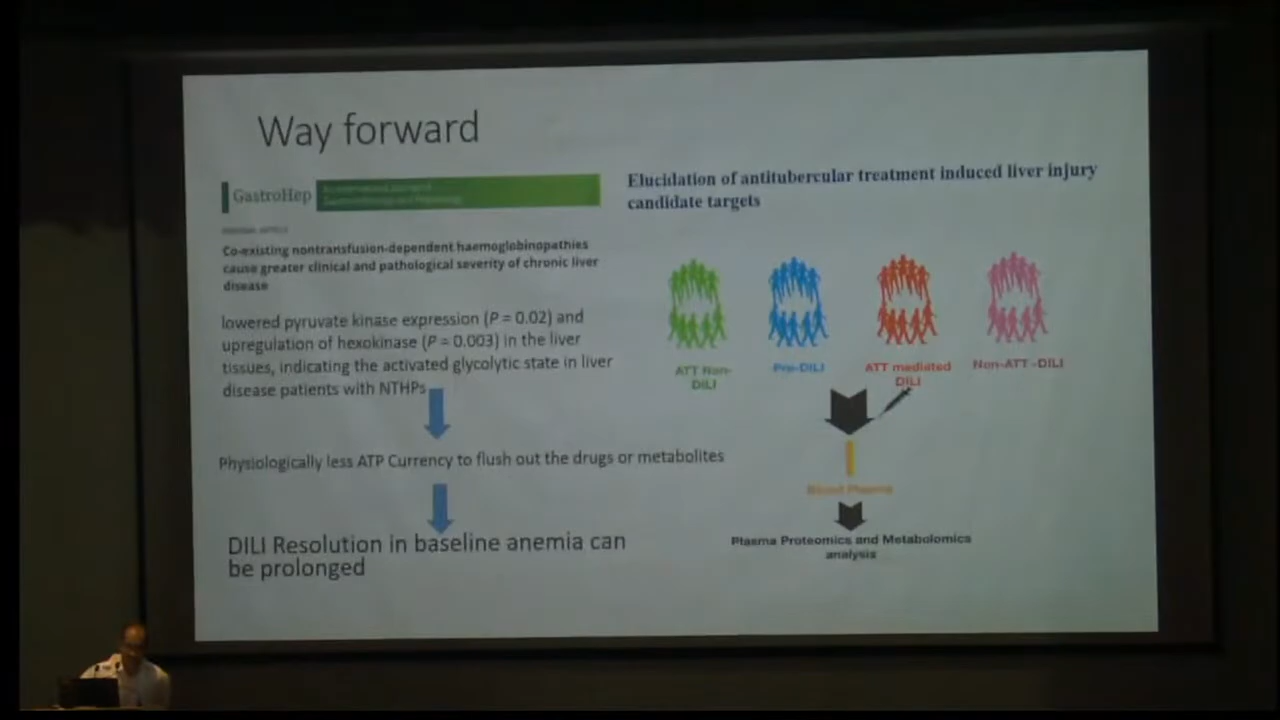 Way forward
GastroHep
Co-existing nontransfusion-dependent haemoglobinopathies
cause greater clinical and pathological severity of chronic liver
disease
lowered pyruvate kinase expression (P = 0.02) and
upregulation of hexokinase (P = 0.003) in the liver
tissues, indicating the activated glycolytic state in liver
disease patients with NTHPs
Physiologically less ATP Currency to flush out the drugs or metabolites
DILI Resolution in baseline anemia can
be prolonged
Elucidation of antitubercular treatment induced liver injury
candidate targets
ATT Non-
DILI
Pre-DILI
ATT mediated
DILI
Non-ATT -DILI
Blood Plasma
Plasma Proteomics and Metabolomics
analysis